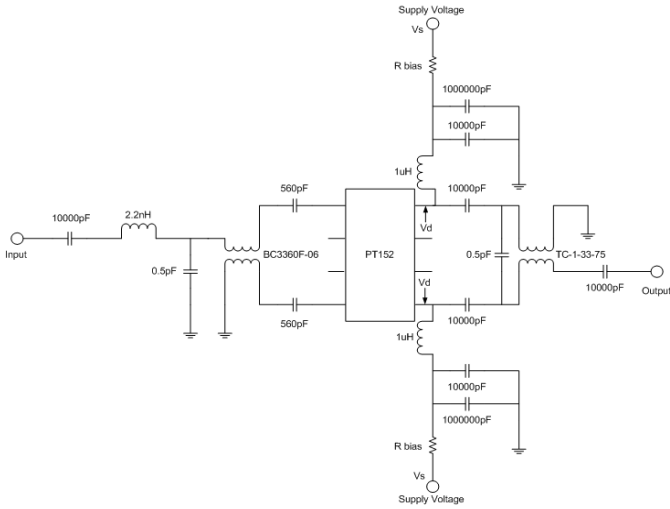 Supply Voltage
Vs
R bias
1000000pF
10000pF
1uH
10000pF
560pF
Vd
2.2nH
10000pF
Input
0.5pF
BC3360F-06
PT152
0.5pF
TC-1-33-75
Vd
10000pF
Output
560pF
10000pF
1uH
10000pF
1000000pF
R bias
Vs
Supply Voltage